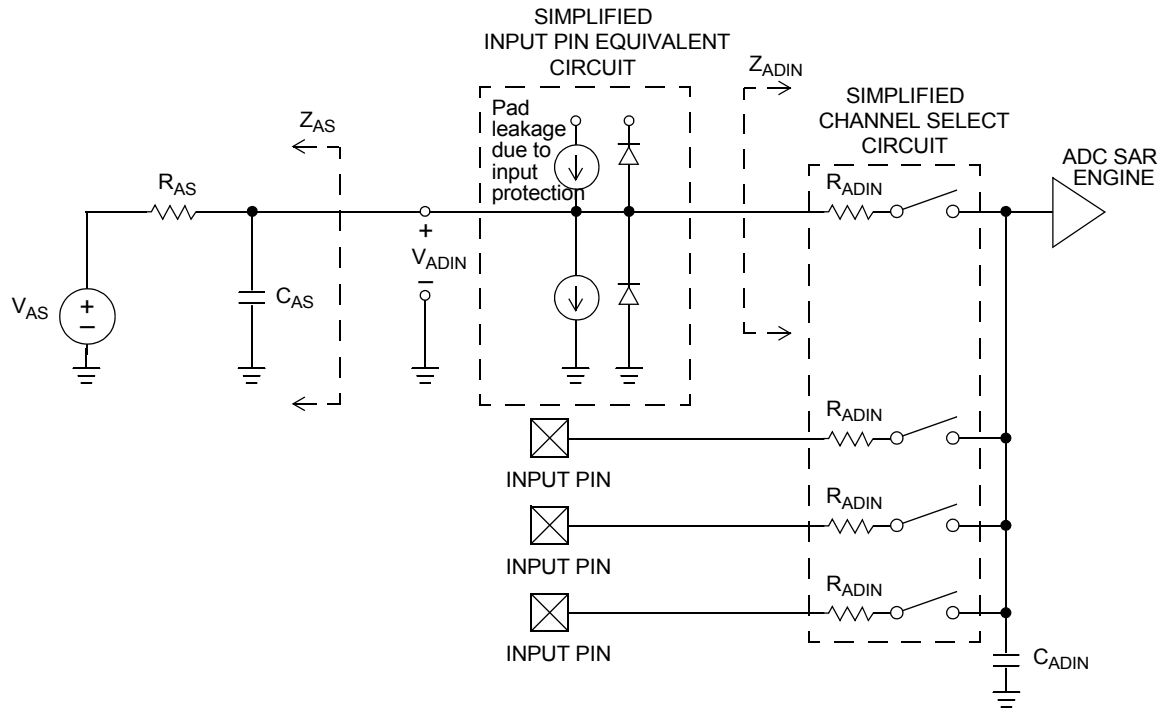 SIMPLIFIED
INPUT PIN EQUIVALENT
CIRCUIT
Pad
leakage
due to
input
protection
Z_AS
R_AS
V_AS
+
−
C_AS
+
V_ADIN
−
Z_ADIN
SIMPLIFIED
CHANNEL SELECT
CIRCUIT
ADC SAR
ENGINE
R_ADIN
R_ADIN
INPUT PIN
R_ADIN
INPUT PIN
R_ADIN
INPUT PIN
C_ADIN